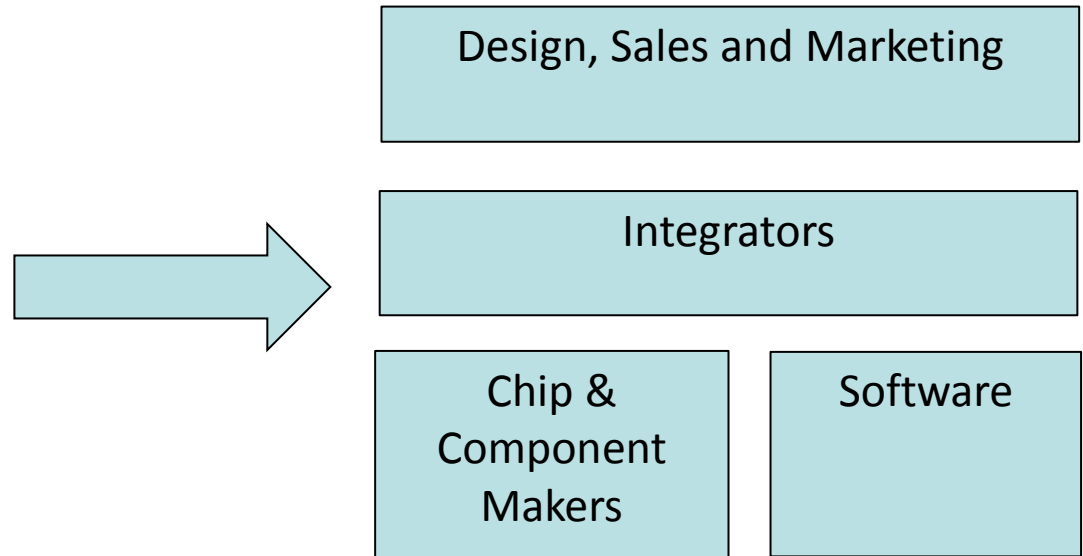 Design, Sales and Marketing
Integrators
Chip &
Component
Makers
Software